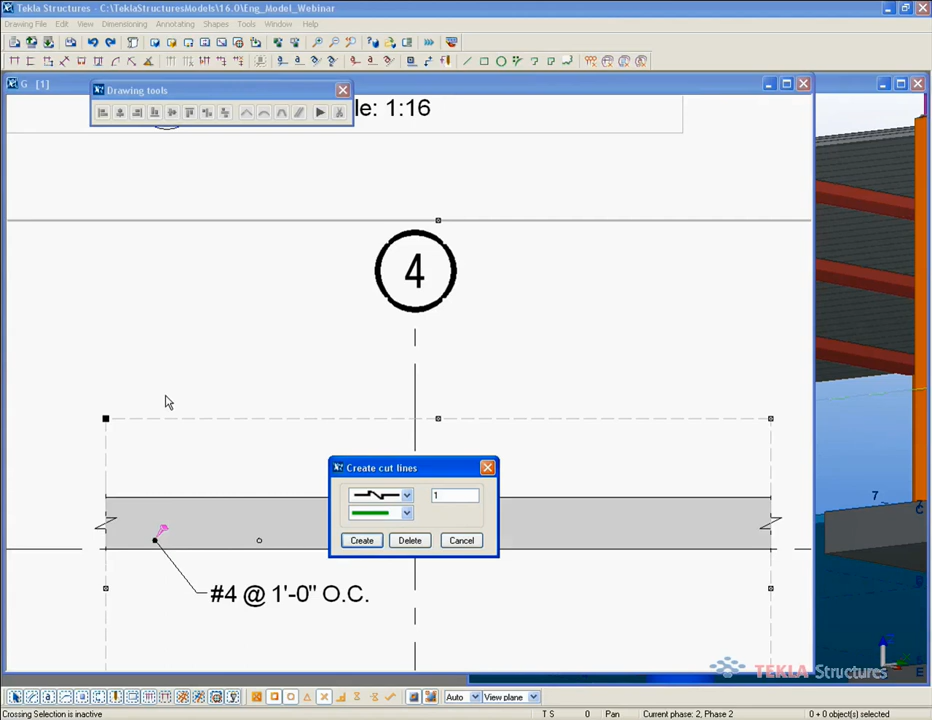 Tekla Structures - C:\TeklaStructuresModels\16.0\Eng_Model_Webinar
Drawing File Edit View Dimensioning Annotating Shapes Tools Window Help
G [1]
Drawing tools
le: 1:16
4
Create cut lines
1
Create Delete Cancel
#4 @ 1'-0" O.C.
7
TEKLA Structures
Auto View plane
Crossing Selection is inactive T S 0 Pan Current phase: 2, Phase 2 0 + 0 object(s) selected